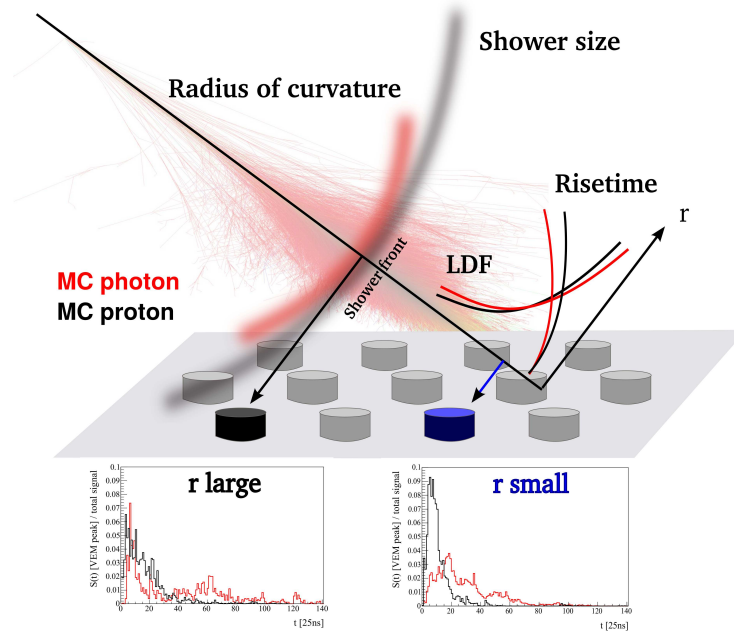 Shower size
Radius of curvature
Risetime
r
LDF
Shower front
MC photon
MC proton
r large
S(t) [VEM peak] / total signal
0.1
0.09
0.08
0.07
0.06
0.05
0.04
0.03
0.02
0.01
0
0 20 40 60 80 100 120 140
t [25ns]
r small
S(t) [VEM peak] / total signal
0.1
0.09
0.08
0.07
0.06
0.05
0.04
0.03
0.02
0.01
0
0 20 40 60 80 100 120 140
t [25ns]